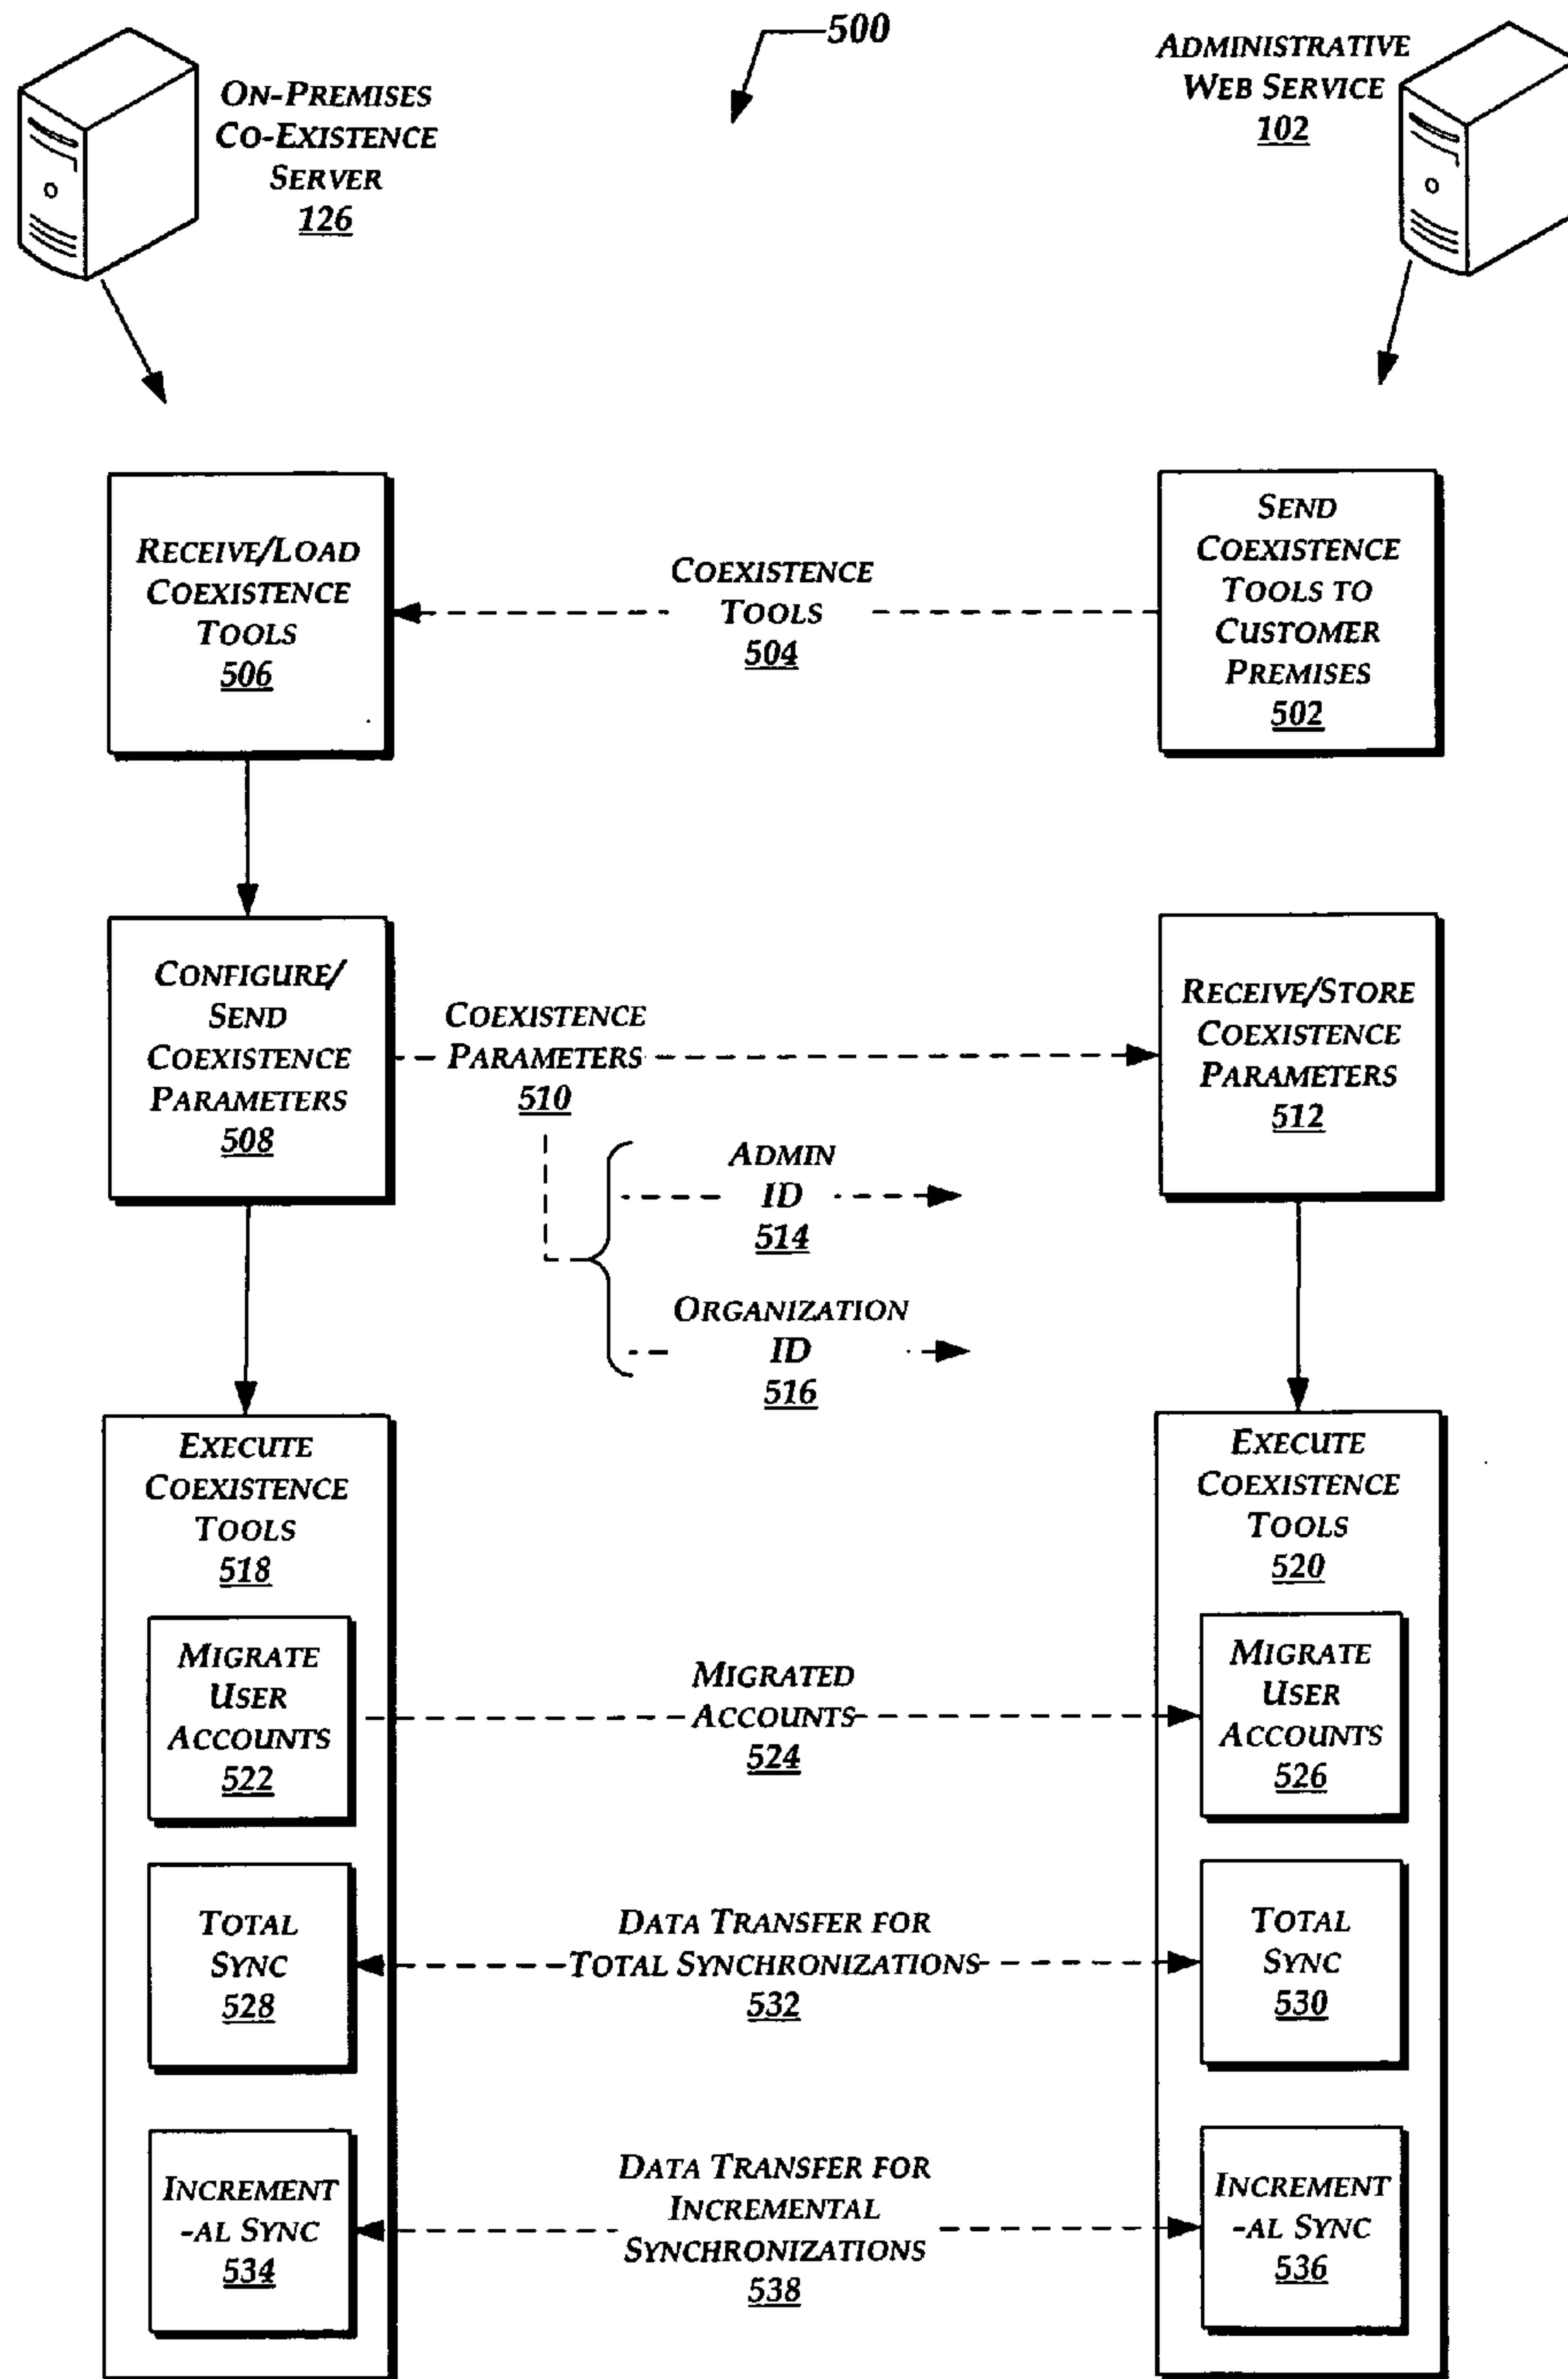 500
ON-PREMISES
CO-EXISTENCE
SERVER
126
ADMINISTRATIVE
WEB SERVICE
102
RECEIVE/LOAD
COEXISTENCE
TOOLS
506
COEXISTENCE
TOOLS
504
SEND
COEXISTENCE
TOOLS TO
CUSTOMER
PREMISES
502
CONFIGURE/
SEND
COEXISTENCE
PARAMETERS
508
COEXISTENCE
PARAMETERS
510
RECEIVE/STORE
COEXISTENCE
PARAMETERS
512
ADMIN
ID
514
ORGANIZATION
ID
516
EXECUTE
COEXISTENCE
TOOLS
518
EXECUTE
COEXISTENCE
TOOLS
520
MIGRATE
USER
ACCOUNTS
522
MIGRATED
ACCOUNTS
524
MIGRATE
USER
ACCOUNTS
526
TOTAL
SYNC
528
DATA TRANSFER FOR
TOTAL SYNCHRONIZATIONS
532
TOTAL
SYNC
530
INCREMENT
-AL SYNC
534
DATA TRANSFER FOR
INCREMENTAL
SYNCHRONIZATIONS
538
INCREMENT
-AL SYNC
536